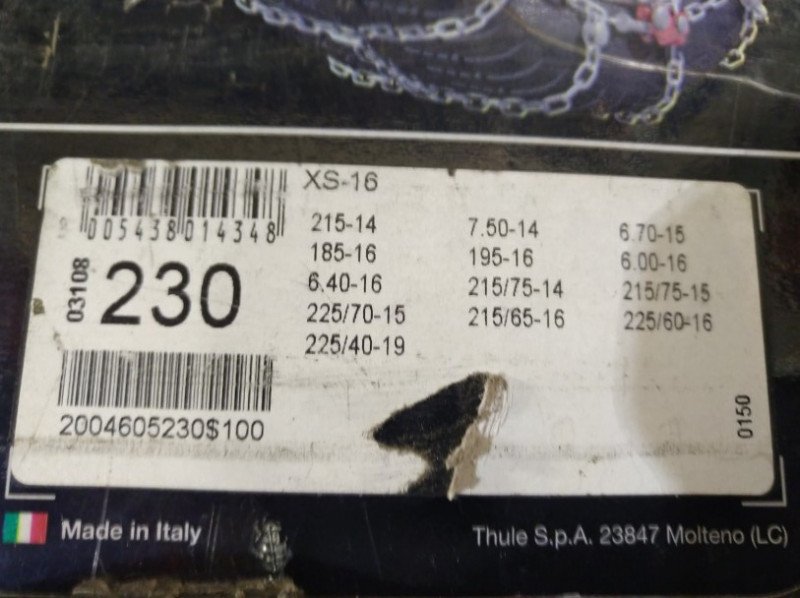 XS-16
005438014348
215-14 7.50-14 6.70-15
185-16 195-16 6.00-16
6.40-16 215/75-14 215/75-15
225/70-15 215/65-16 225/60-16
225/40-19
03108
230
2004605230$100
0150
Made in Italy
Thule S.p.A. 23847 Molteno (LC)